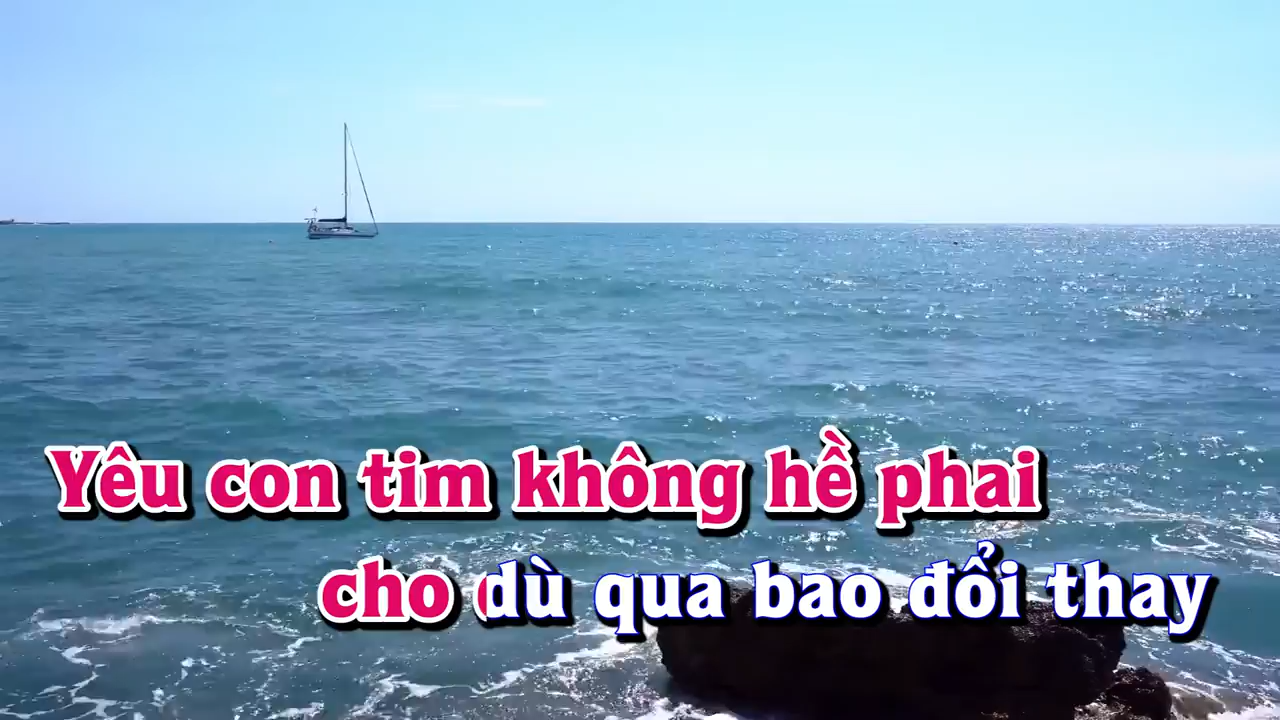 Yêu con tim không hề phai
cho dù qua bao đổi thay